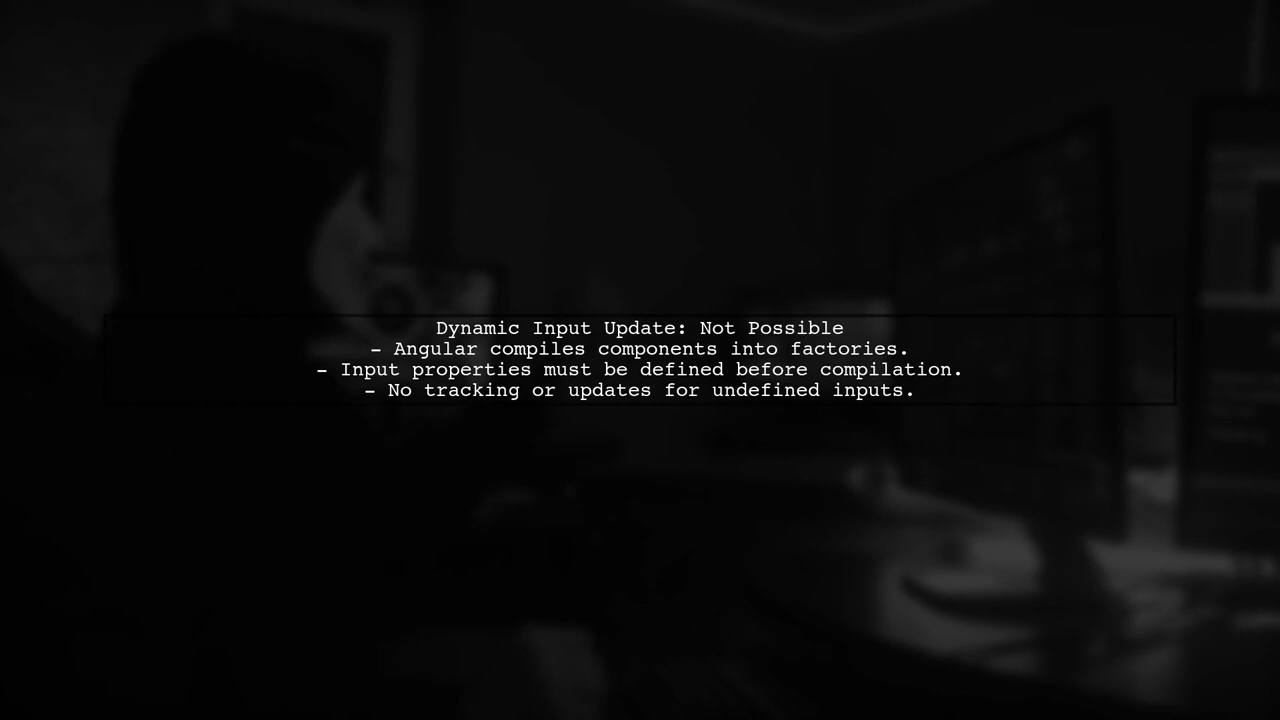 Dynamic Input Update: Not Possible
- Angular compiles components into factories.
- Input properties must be defined before compilation.
- No tracking or updates for undefined inputs.